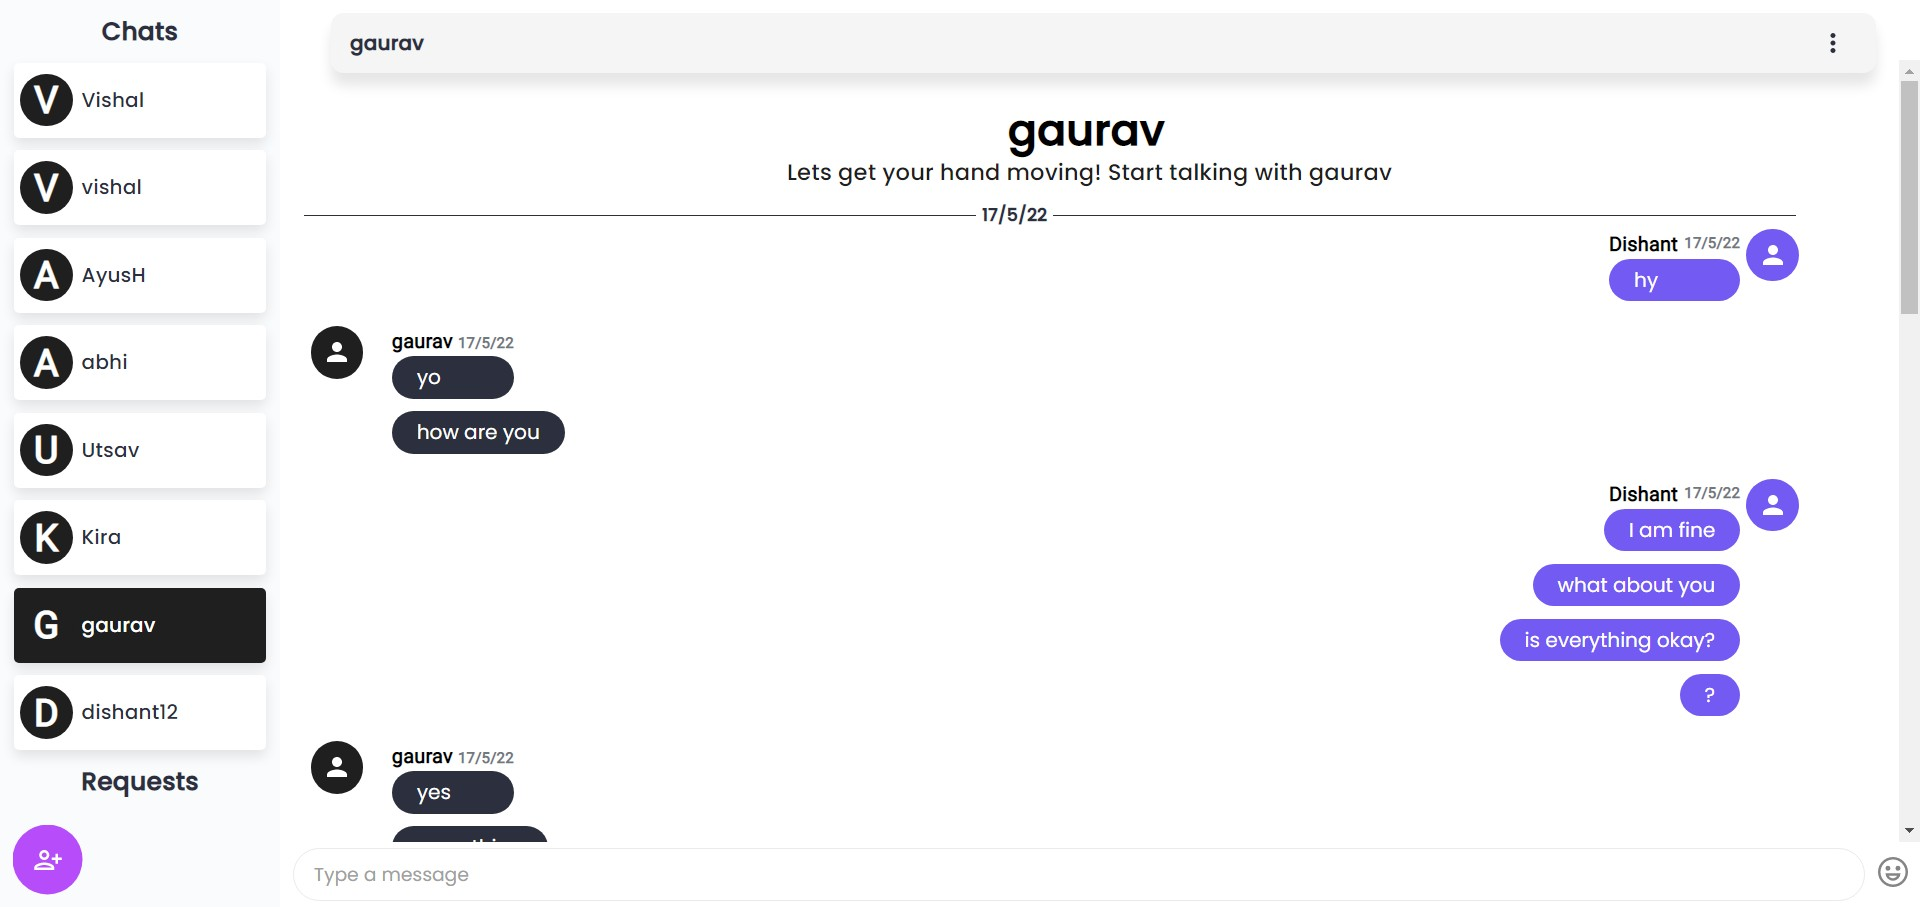 Chats
V Vishal
V vishal
A AyusH
A abhi
U Utsav
K Kira
G gaurav
D dishant12
Requests
gaurav
gaurav
Lets get your hand moving! Start talking with gaurav
17/5/22
Dishant 17/5/22
hy
gaurav 17/5/22
yo
how are you
Dishant 17/5/22
I am fine
what about you
is everything okay?
?
gaurav 17/5/22
yes
Type a message